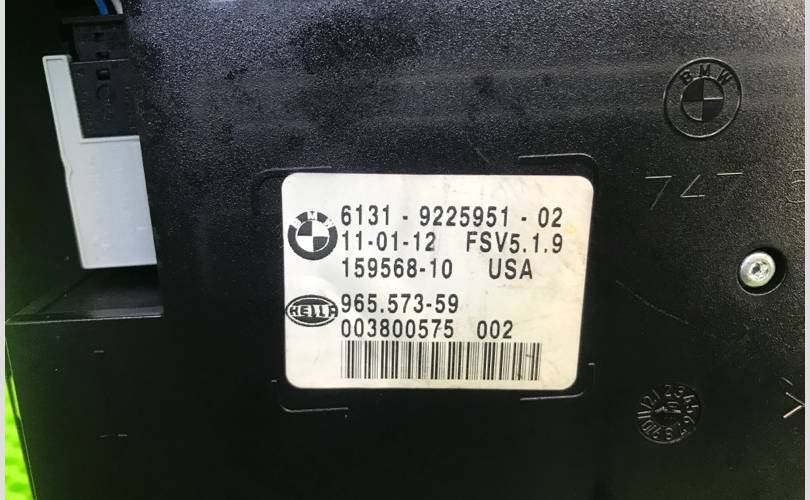 BMW
747
BMW
6131 - 9225951 - 02
11-01-12 FSV5.1.9
159568-10 USA
HELLA
965.573-59
003800575 002